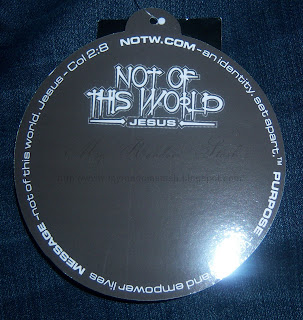 NOT OF
THIS WORLD
JESUS
NOTW.COM - an identity, set apart.™ PURPOSE
and empower lives MESSAGE - not of this world, Jesus - Col 2:8